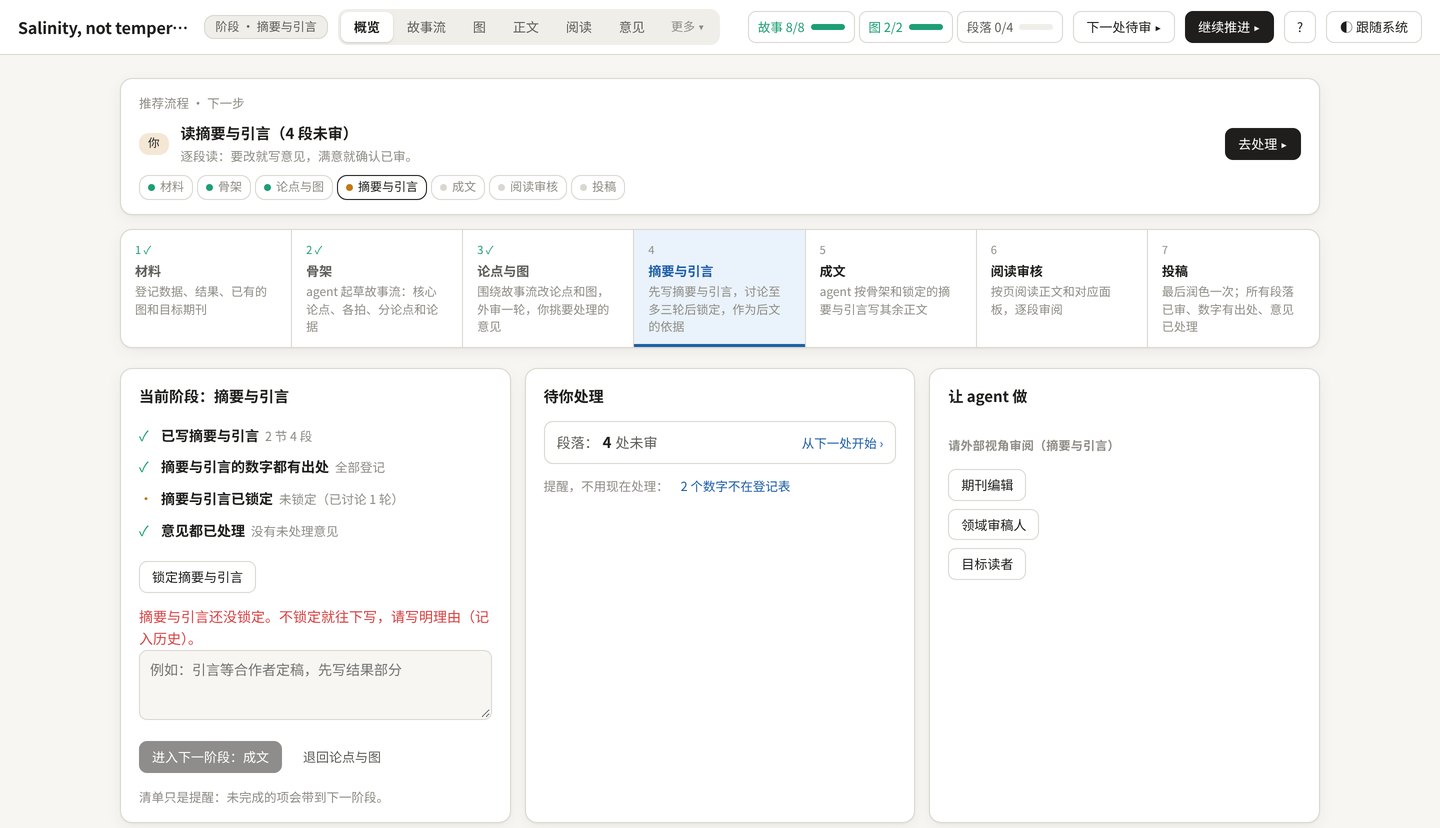 Salinity, not temper…
阶段 · 摘要与引言
概览
故事流
图
正文
阅读
意见
更多 ▾
故事 8/8
图 2/2
段落 0/4
下一处待审 ▸
继续推进 ▸
?
跟随系统
推荐流程 · 下一步
你
读摘要与引言（4 段未审）
逐段读：要改就写意见，满意就确认已审。
去处理 ▸
材料
骨架
论点与图
摘要与引言
成文
阅读审核
投稿
1 ✓
材料
登记数据、结果、已有的
图和目标期刊
2 ✓
骨架
agent 起草故事流：核心
论点、各拍、分论点和论
据
3 ✓
论点与图
围绕故事流改论点和图，
外审一轮，你挑要处理的
意见
4
摘要与引言
先写摘要与引言，讨论至
多三轮后锁定，作为后文
的依据
5
成文
agent 按骨架和锁定的摘
要与引言写其余正文
6
阅读审核
按页阅读正文和对应面
板，逐段审阅
7
投稿
最后润色一次；所有段落
已审、数字有出处、意见
已处理
当前阶段：摘要与引言
✓ 已写摘要与引言 2 节 4 段
✓ 摘要与引言的数字都有出处 全部登记
· 摘要与引言已锁定 未锁定（已讨论 1 轮）
✓ 意见都已处理 没有未处理意见
锁定摘要与引言
摘要与引言还没锁定。不锁定就往下写，请写明理由（记
入历史）。
例如：引言等合作者定稿，先写结果部分
进入下一阶段：成文
退回论点与图
清单只是提醒：未完成的项会带到下一阶段。
待你处理
段落： 4 处未审
从下一处开始 ›
提醒，不用现在处理： 2 个数字不在登记表
让 agent 做
请外部视角审阅（摘要与引言）
期刊编辑
领域审稿人
目标读者